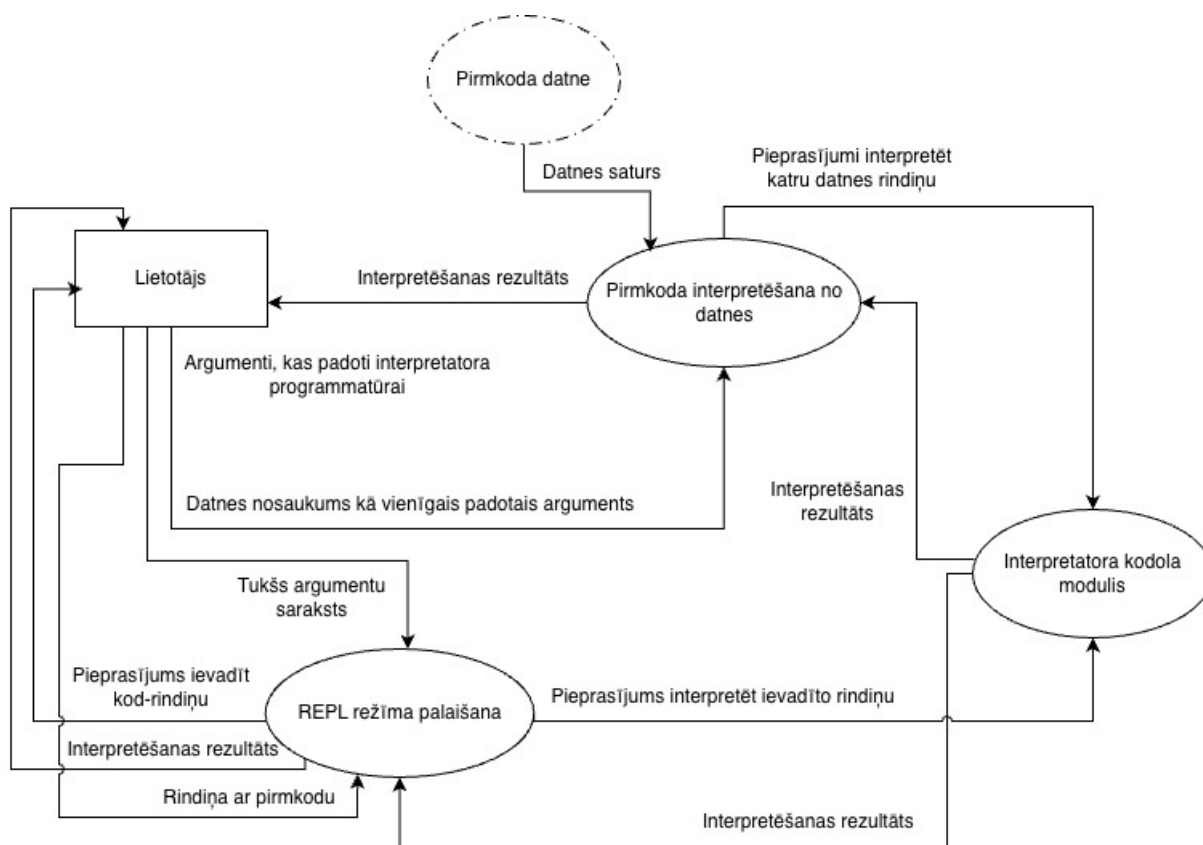 Pirmkoda datne
Datnes saturs
Pieprasījumi interpretēt
katru datnes rindiņu
Lietotājs
Interpretēšanas rezultāts
Pirmkoda interpretēšana no
datnes
Argumenti, kas padoti interpretatora
programmatūrai
Datnes nosaukums kā vienīgais padotais arguments
Interpretēšanas
rezultāts
Interpretatora kodola
modulis
Tukšs argumentu
saraksts
Pieprasījums ievadīt
kod-rindiņu
REPL režīma palaišana
Pieprasījums interpretēt ievadīto rindiņu
Interpretēšanas rezultāts
Rindiņa ar pirmkodu
Interpretēšanas rezultāts